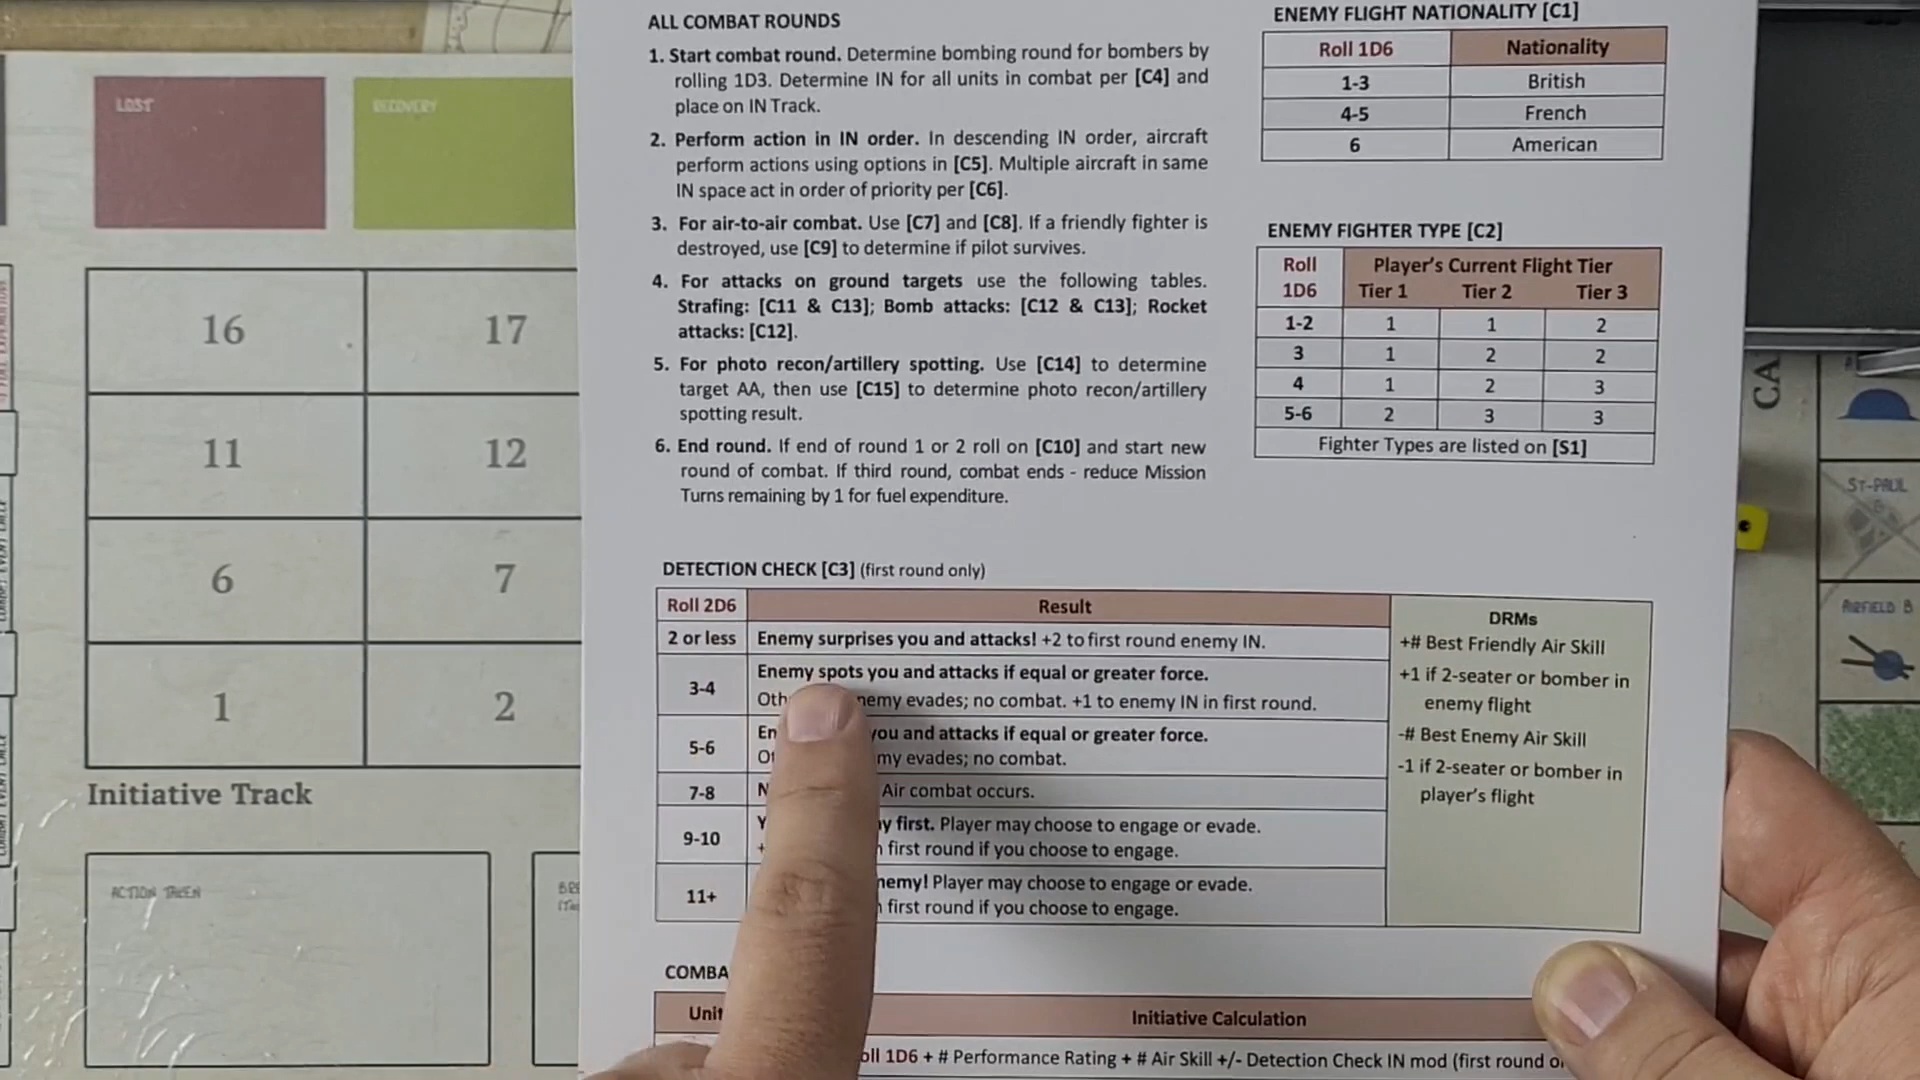 LOST
RECOVERY
16
17
11
12
6
7
1
2
Initiative Track
ACTION TAKEN
ALL COMBAT ROUNDS
1. Start combat round. Determine bombing round for bombers by
rolling 1D3. Determine IN for all units in combat per [C4] and
place on IN Track.
2. Perform action in IN order. In descending IN order, aircraft
perform actions using options in [C5]. Multiple aircraft in same
IN space act in order of priority per [C6].
3. For air-to-air combat. Use [C7] and [C8]. If a friendly fighter is
destroyed, use [C9] to determine if pilot survives.
4. For attacks on ground targets use the following tables.
Strafing: [C11 & C13]; Bomb attacks: [C12 & C13]; Rocket
attacks: [C12].
5. For photo recon/artillery spotting. Use [C14] to determine
target AA, then use [C15] to determine photo recon/artillery
spotting result.
6. End round. If end of round 1 or 2 roll on [C10] and start new
round of combat. If third round, combat ends - reduce Mission
Turns remaining by 1 for fuel expenditure.
ENEMY FLIGHT NATIONALITY [C1]
Roll 1D6 Nationality
1-3 British
4-5 French
6 American
ENEMY FIGHTER TYPE [C2]
Roll 1D6 Player's Current Flight Tier
Tier 1 Tier 2 Tier 3
1-2 1 1 2
3 1 2 2
4 1 2 3
5-6 2 3 3
Fighter Types are listed on [S1]
DETECTION CHECK [C3] (first round only)
Roll 2D6 Result
2 or less Enemy surprises you and attacks! +2 to first round enemy IN.
3-4 Enemy spots you and attacks if equal or greater force.
enemy evades; no combat. +1 to enemy IN in first round.
5-6 you and attacks if equal or greater force.
evades; no combat.
7-8 Air combat occurs.
9-10 first. Player may choose to engage or evade.
first round if you choose to engage.
11+ Player may choose to engage or evade.
first round if you choose to engage.
DRMs
+# Best Friendly Air Skill
+1 if 2-seater or bomber in
enemy flight
-# Best Enemy Air Skill
-1 if 2-seater or bomber in
player's flight
Initiative Calculation
1D6 + # Performance Rating + # Air Skill +/- Detection Check IN mod (first round
CA
ST-PAUL
AIRFIELD B